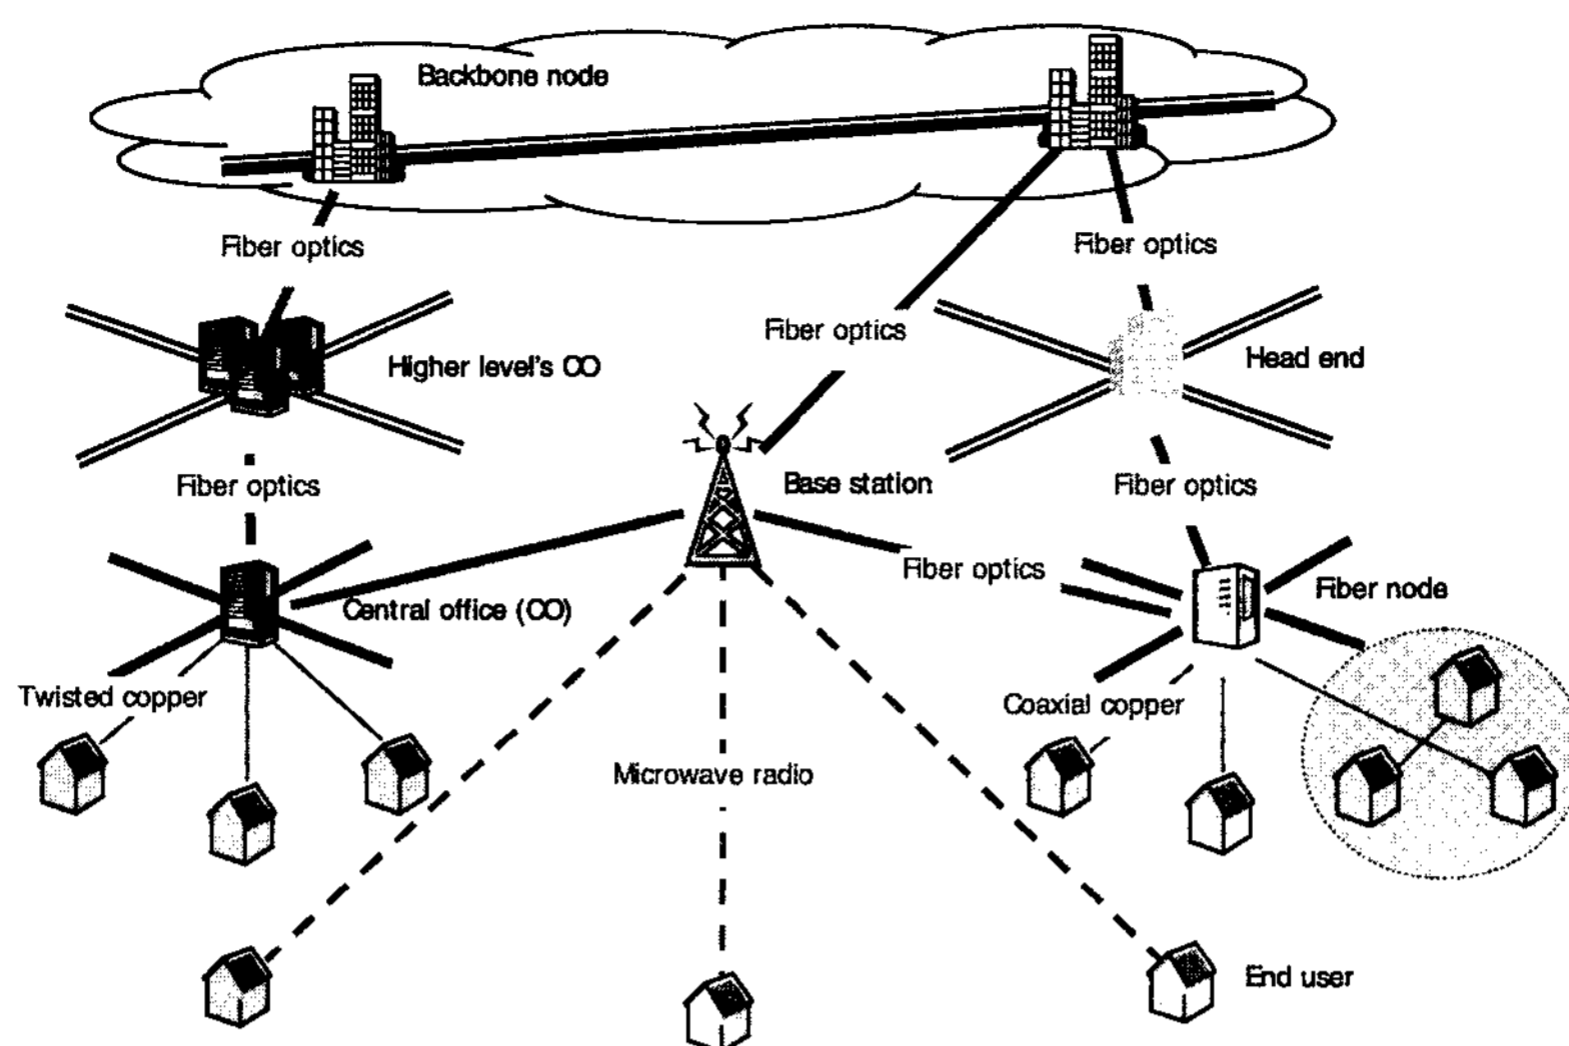 Backbone node
Fiber optics
Fiber optics
Fiber optics
Higher level's CO
Head end
Fiber optics
Base station
Fiber optics
Fiber optics
Fiber node
Central office (CO)
Twisted copper
Coaxial copper
Microwave radio
End user